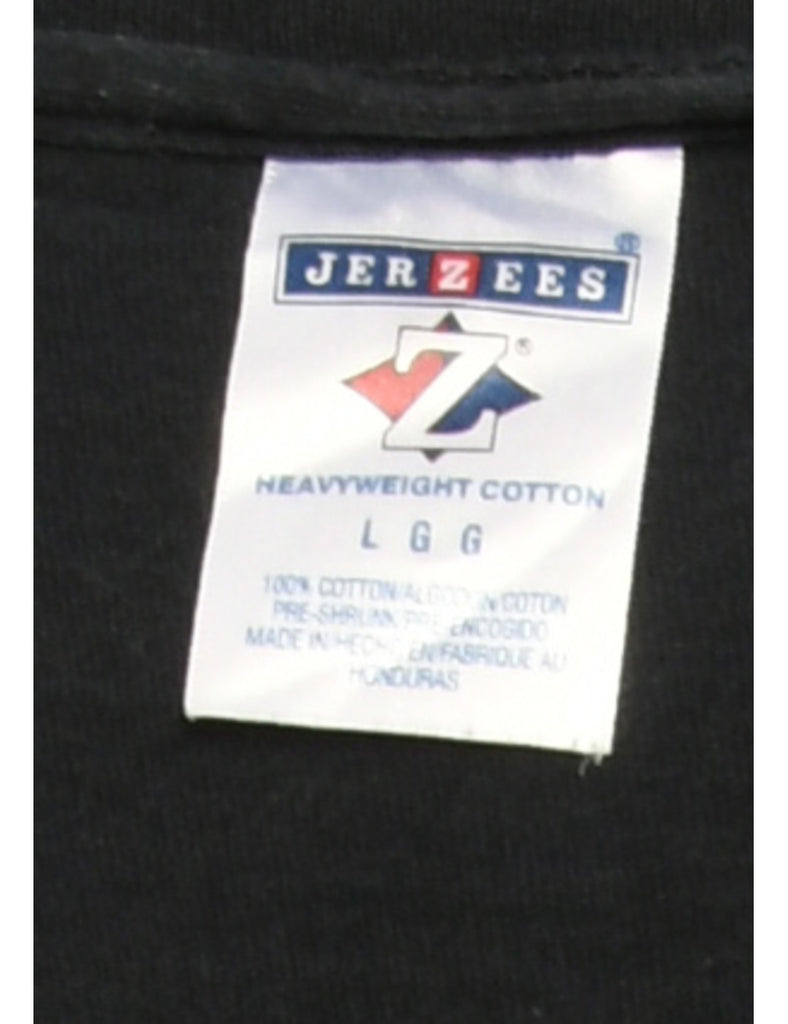 JERZEES®
Z®
HEAVYWEIGHT COTTON
L G G
100% COTTON/ALGODON/COTON
PRE-SHRUNK/PRE ENCOGIDO
MADE IN/HECHO EN/FABRIQUE AU
HONDURAS